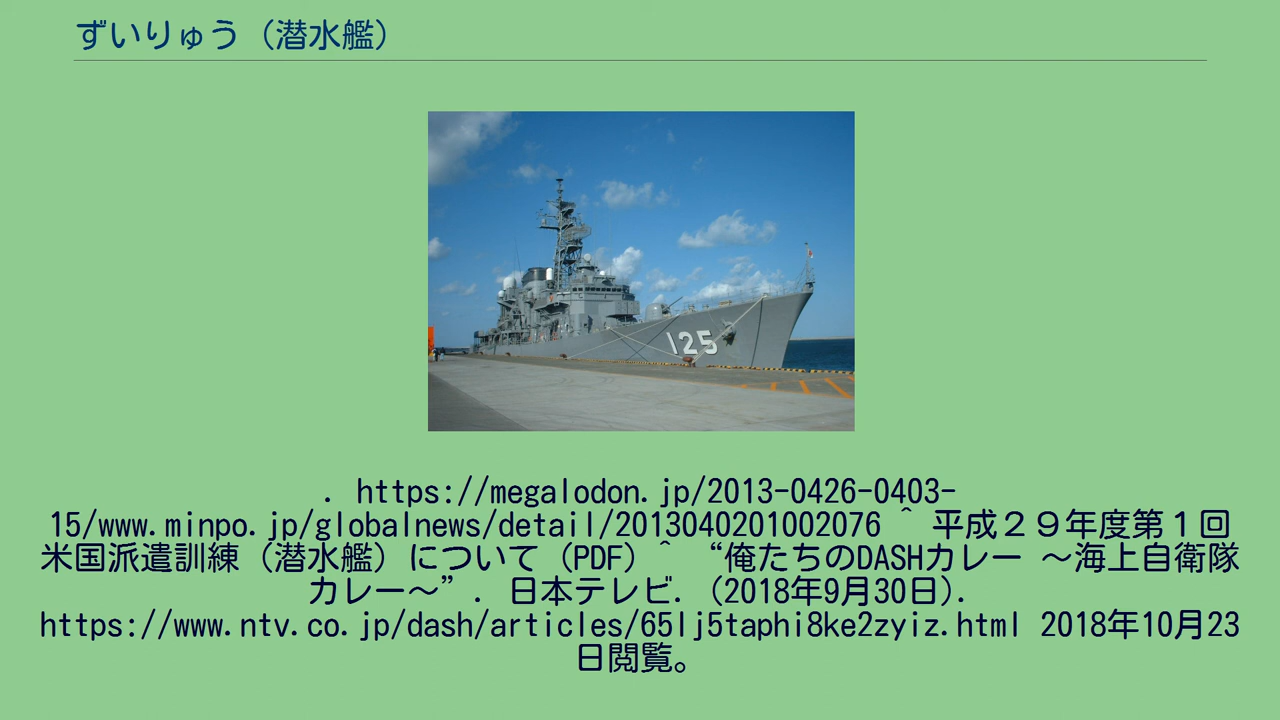 ずいりゅう（潜水艦）
125
. https://megalodon.jp/2013-0426-0403-
15/www.minpo.jp/globalnews/detail/2013040201002076 ^ 平成２９年度第１回
米国派遣訓練（潜水艦）について（PDF）^ “俺たちのDASHカレー ～海上自衛隊
カレー～”. 日本テレビ. (2018年9月30日).
https://www.ntv.co.jp/dash/articles/65lj5taphi8ke2zyiz.html 2018年10月23
日閲覧。